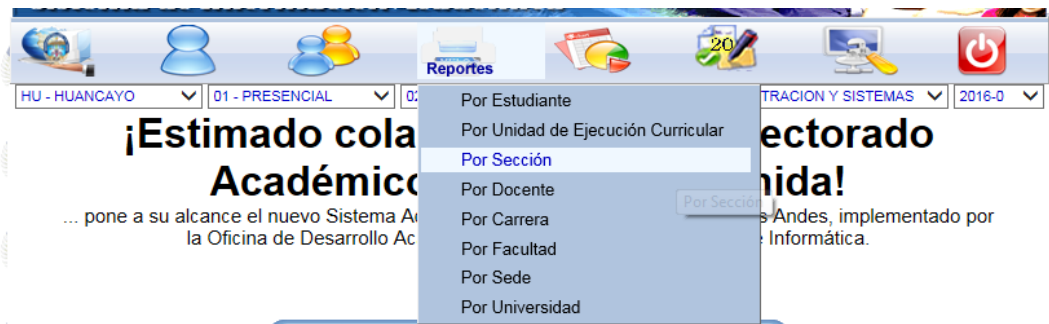 20
Reportes
HU - HUANCAYO 01 - PRESENCIAL TRACION Y SISTEMAS 2016-0
Por Estudiante
Por Unidad de Ejecución Curricular
Por Sección
Por Docente
Por Carrera
Por Facultad
Por Sede
Por Universidad
Por Sección
¡Estimado cola ectorado
Académico nida!
... pone a su alcance el nuevo Sistema Ac s Andes, implementado por
la Oficina de Desarrollo Ac e Informática.